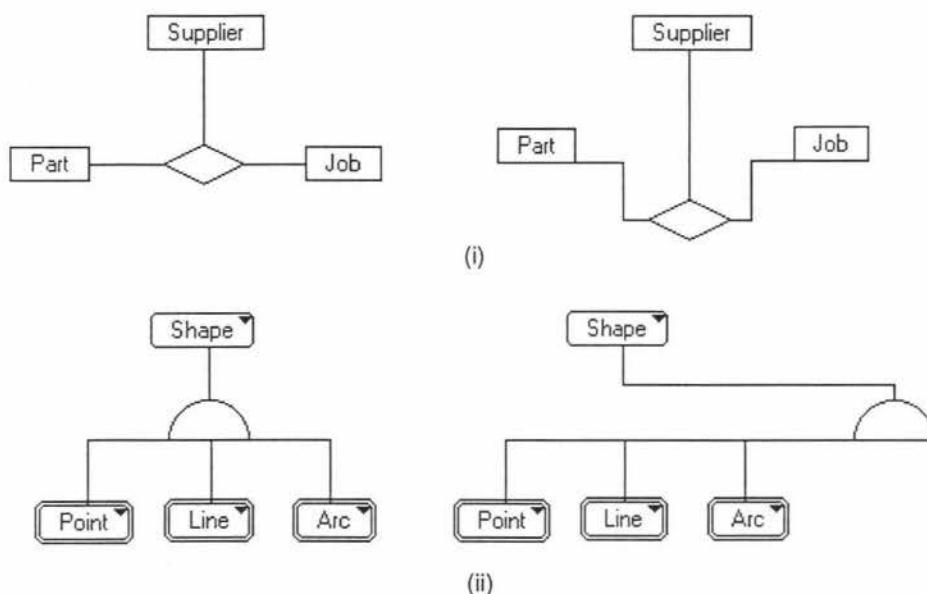 Supplier
Supplier
Part
Job
Part
Job
(i)
Shape
Shape
Point
Line
Arc
Point
Line
Arc
(ii)